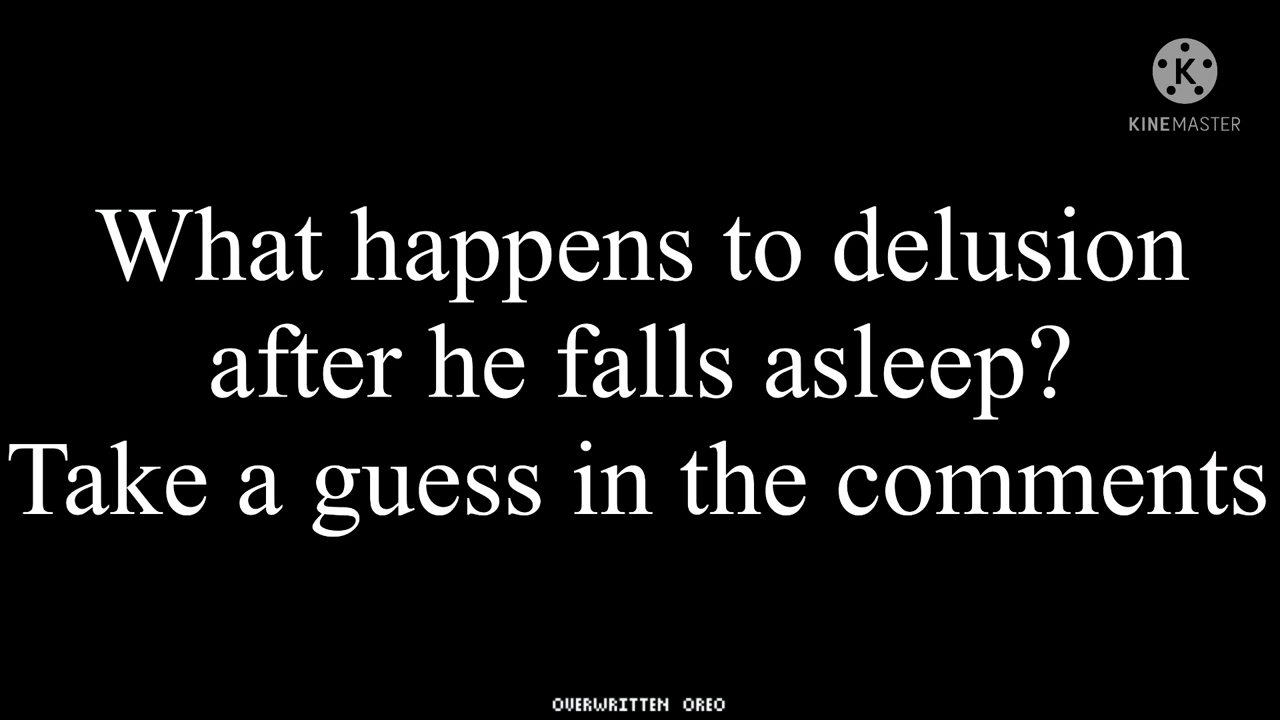 K
KINEMASTER
What happens to delusion
after he falls asleep?
Take a guess in the comments
OVERWRITTEN OREO